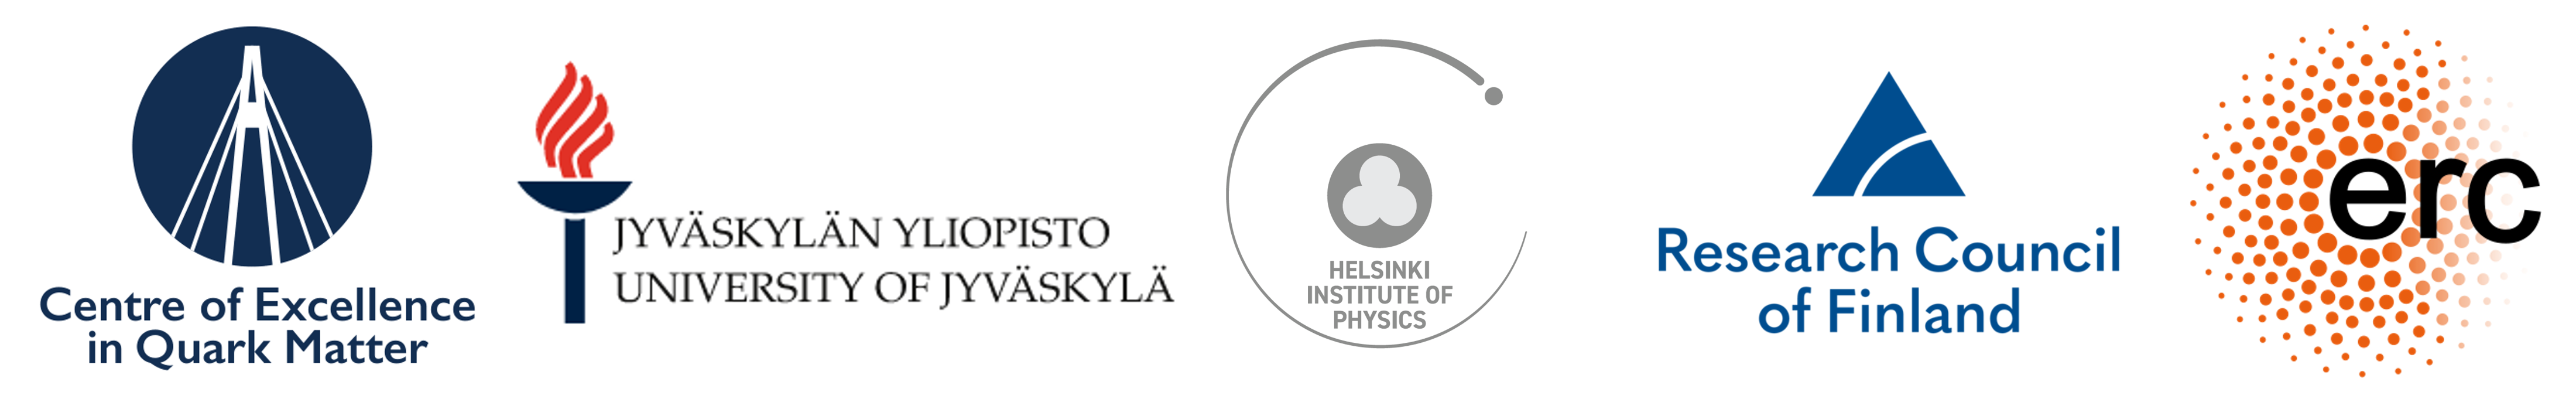 Centre of Excellence
in Quark Matter
JYVÄSKYLÄN YLIOPISTO
UNIVERSITY OF JYVÄSKYLÄ
HELSINKI
INSTITUTE OF
PHYSICS
Research Council
of Finland
erc